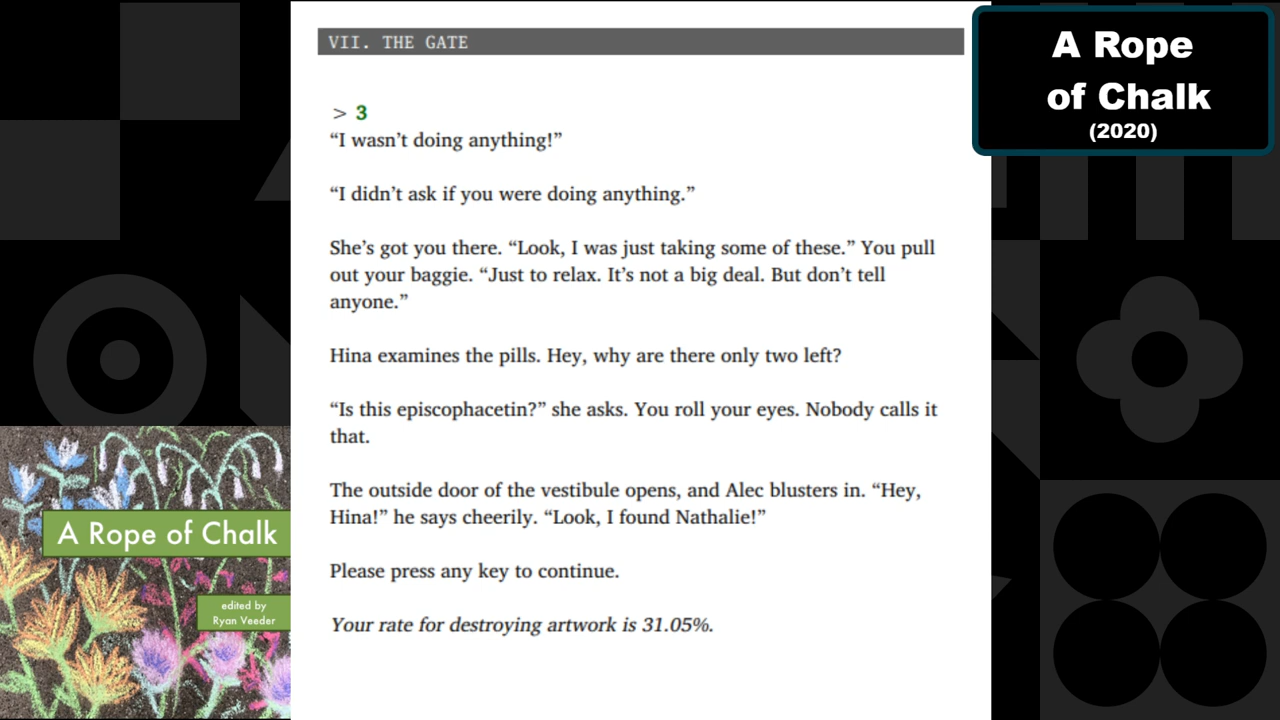 VII. THE GATE
> 3
“I wasn’t doing anything!”
“I didn’t ask if you were doing anything.”
She’s got you there. “Look, I was just taking some of these.” You pull
out your baggie. “Just to relax. It’s not a big deal. But don’t tell
anyone.”
Hina examines the pills. Hey, why are there only two left?
“Is this episcophacetin?” she asks. You roll your eyes. Nobody calls it
that.
The outside door of the vestibule opens, and Alec blusters in. “Hey,
Hina!” he says cheerily. “Look, I found Nathalie!”
Please press any key to continue.
Your rate for destroying artwork is 31.05%.
A Rope
of Chalk
(2020)
A Rope of Chalk
edited by
Ryan Veeder